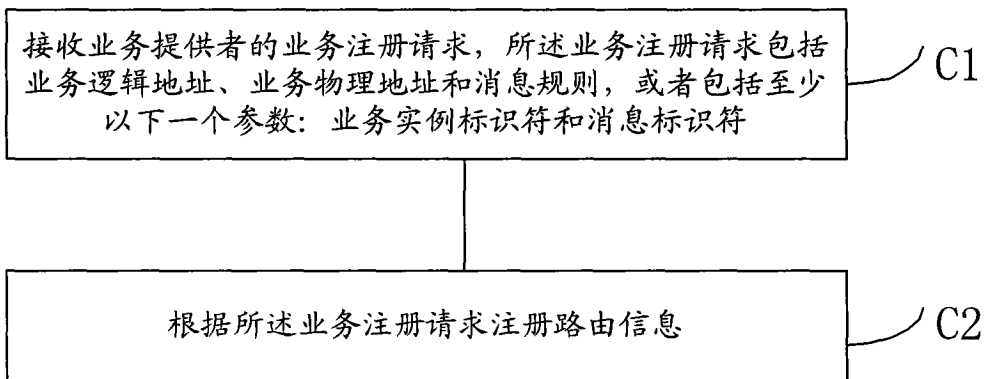 接收业务提供者的业务注册请求，所述业务注册请求包括
业务逻辑地址、业务物理地址和消息规则，或者包括至少
以下一个参数：业务实例标识符和消息标识符
C1
根据所述业务注册请求注册路由信息
C2